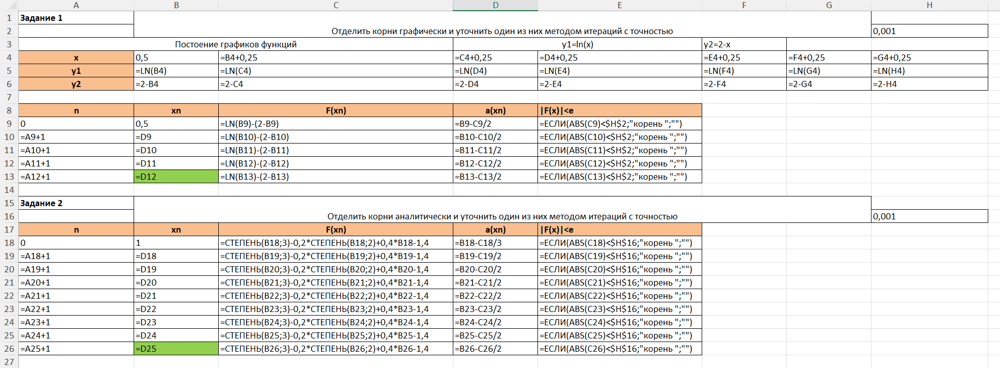 A B C D E F G H
1 Задание 1
2 Отделить корни графически и уточнить один из них методом итераций с точностью 0,001
3 Постоение графиков функций y1=ln(x) y2=2-x
4 x 0,5 =B4+0,25 =C4+0,25 =D4+0,25 =E4+0,25 =F4+0,25 =G4+0,25
5 y1 =LN(B4) =LN(C4) =LN(D4) =LN(E4) =LN(F4) =LN(G4) =LN(H4)
6 y2 =2-B4 =2-C4 =2-D4 =2-E4 =2-F4 =2-G4 =2-H4
7
8 n xn F(xn) a(xn) |F(x)|<e
9 0 0,5 =LN(B9)-(2-B9) =B9-C9/2 =ЕСЛИ(ABS(C9)<$H$2;"корень ";"")
10 =A9+1 =D9 =LN(B10)-(2-B10) =B10-C10/2 =ЕСЛИ(ABS(C10)<$H$2;"корень ";"")
11 =A10+1 =D10 =LN(B11)-(2-B11) =B11-C11/2 =ЕСЛИ(ABS(C11)<$H$2;"корень ";"")
12 =A11+1 =D11 =LN(B12)-(2-B12) =B12-C12/2 =ЕСЛИ(ABS(C12)<$H$2;"корень ";"")
13 =A12+1 =D12 =LN(B13)-(2-B13) =B13-C13/2 =ЕСЛИ(ABS(C13)<$H$2;"корень ";"")
14
15 Задание 2
16 Отделить корни аналитически и уточнить один из них методом итераций с точностью 0,001
17 n xn F(xn) a(xn) |F(x)|<e
18 0 1 =СТЕПЕНЬ(B18;3)-0,2*СТЕПЕНЬ(B18;2)+0,4*B18-1,4 =B18-C18/3 =ЕСЛИ(ABS(C18)<$H$16;"корень ";"")
19 =A18+1 =D18 =СТЕПЕНЬ(B19;3)-0,2*СТЕПЕНЬ(B19;2)+0,4*B19-1,4 =B19-C19/2 =ЕСЛИ(ABS(C19)<$H$16;"корень ";"")
20 =A19+1 =D19 =СТЕПЕНЬ(B20;3)-0,2*СТЕПЕНЬ(B20;2)+0,4*B20-1,4 =B20-C20/2 =ЕСЛИ(ABS(C20)<$H$16;"корень ";"")
21 =A20+1 =D20 =СТЕПЕНЬ(B21;3)-0,2*СТЕПЕНЬ(B21;2)+0,4*B21-1,4 =B21-C21/2 =ЕСЛИ(ABS(C21)<$H$16;"корень ";"")
22 =A21+1 =D21 =СТЕПЕНЬ(B22;3)-0,2*СТЕПЕНЬ(B22;2)+0,4*B22-1,4 =B22-C22/2 =ЕСЛИ(ABS(C22)<$H$16;"корень ";"")
23 =A22+1 =D22 =СТЕПЕНЬ(B23;3)-0,2*СТЕПЕНЬ(B23;2)+0,4*B23-1,4 =B23-C23/2 =ЕСЛИ(ABS(C23)<$H$16;"корень ";"")
24 =A23+1 =D23 =СТЕПЕНЬ(B24;3)-0,2*СТЕПЕНЬ(B24;2)+0,4*B24-1,4 =B24-C24/2 =ЕСЛИ(ABS(C24)<$H$16;"корень ";"")
25 =A24+1 =D24 =СТЕПЕНЬ(B25;3)-0,2*СТЕПЕНЬ(B25;2)+0,4*B25-1,4 =B25-C25/2 =ЕСЛИ(ABS(C25)<$H$16;"корень ";"")
26 =A25+1 =D25 =СТЕПЕНЬ(B26;3)-0,2*СТЕПЕНЬ(B26;2)+0,4*B26-1,4 =B26-C26/2 =ЕСЛИ(ABS(C26)<$H$16;"корень ";"")
27